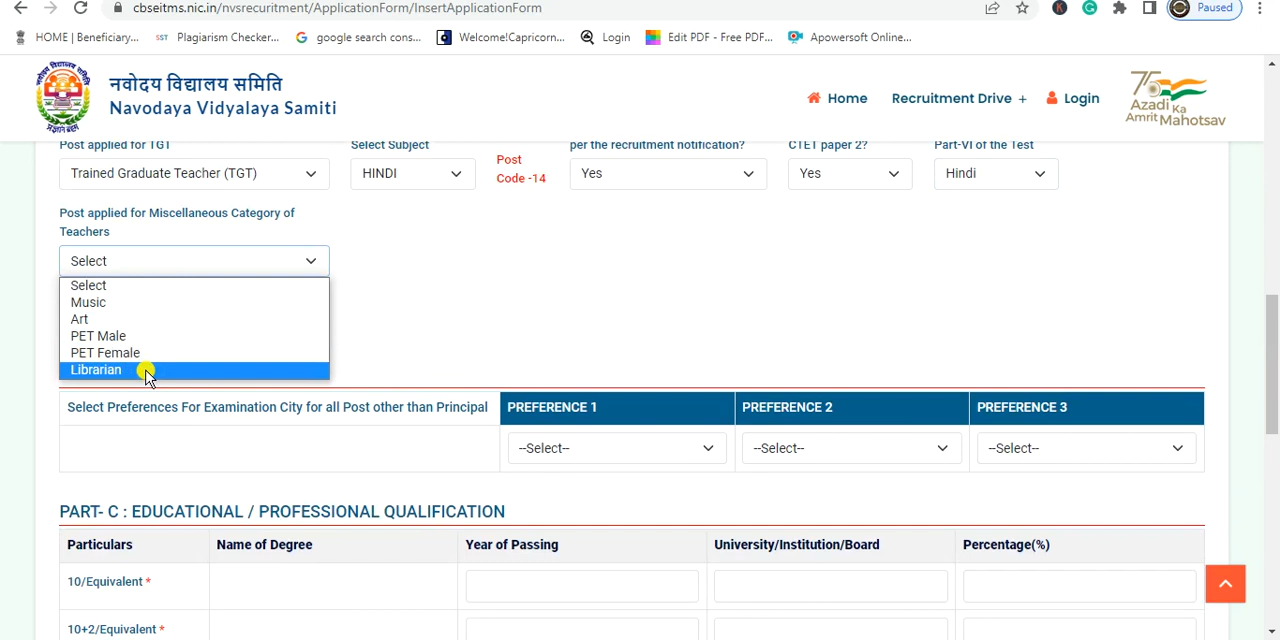 cbseitms.nic.in/nvsrecuritment/ApplicationForm/InsertApplicationForm
Paused
HOME | Beneficiary...
SST Plagiarism Checker...
google search cons...
Welcome!Capricorn...
Login
Edit PDF - Free PDF...
Apowersoft Online...
नवोदय विद्यालय समिति
Navodaya Vidyalaya Samiti
Home
Recruitment Drive +
Login
75
Azadi Ka
Amrit Mahotsav
Post applied for TGT
Select Subject
per the recruitment notification?
CTET paper 2?
Part-VI of the Test
Trained Graduate Teacher (TGT)
HINDI
Post
Code -14
Yes
Yes
Hindi
Post applied for Miscellaneous Category of
Teachers
Select
Select
Music
Art
PET Male
PET Female
Librarian
Select Preferences For Examination City for all Post other than Principal
PREFERENCE 1
PREFERENCE 2
PREFERENCE 3
--Select--
--Select--
--Select--
PART- C : EDUCATIONAL / PROFESSIONAL QUALIFICATION
Particulars
Name of Degree
Year of Passing
University/Institution/Board
Percentage(%)
10/Equivalent *
10+2/Equivalent *